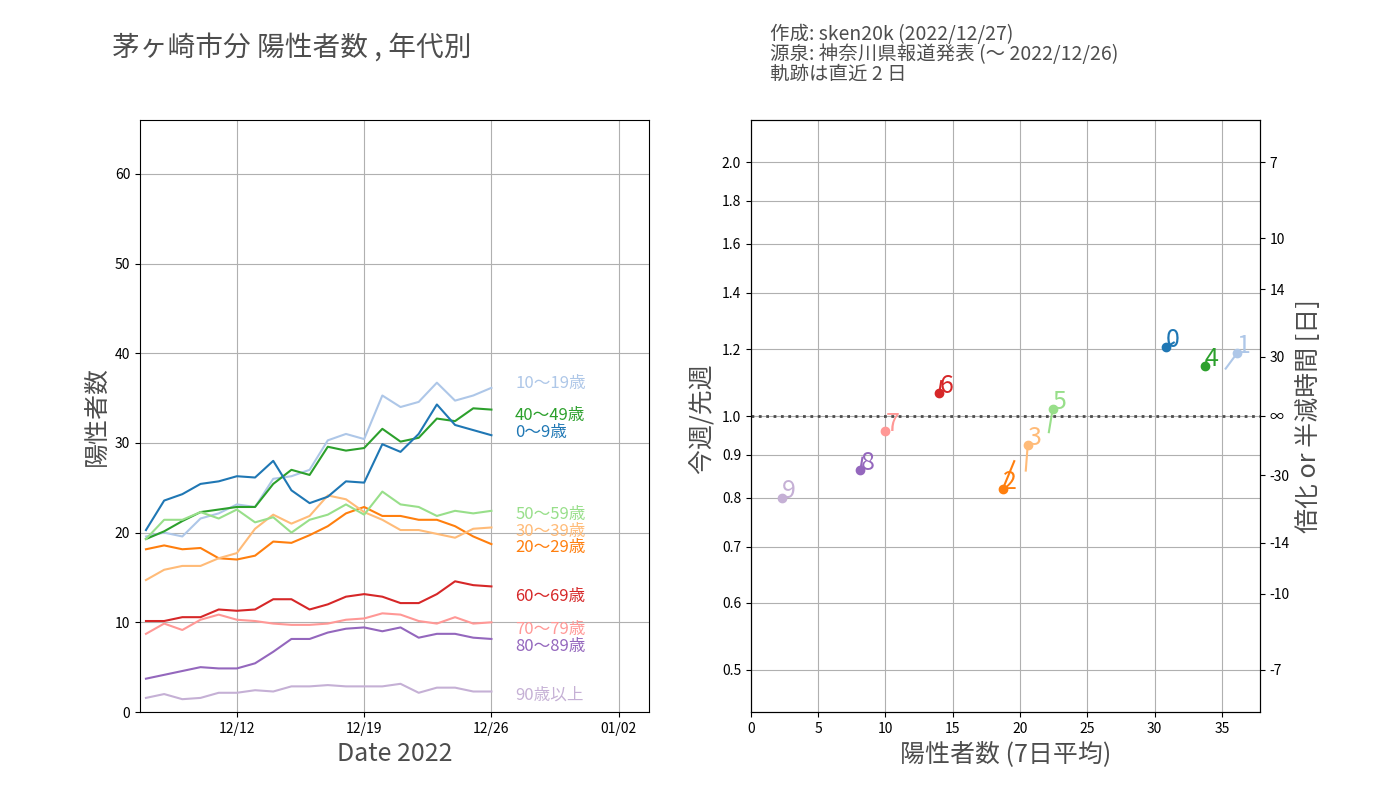 茅ヶ崎市分 陽性者数 , 年代別
作成: sken20k (2022/12/27)
源泉: 神奈川県報道発表 (〜 2022/12/26)
軌跡は直近 2 日
陽性者数
60
50
40
30
20
10
0
10〜19歳
40〜49歳
0〜9歳
50〜59歳
30〜39歳
20〜29歳
60〜69歳
70〜79歳
80〜89歳
90歳以上
12/12
12/19
12/26
01/02
Date 2022
今週/先週
2.0
1.8
1.6
1.4
1.2
1.0
0.9
0.8
0.7
0.6
0.5
0
1
4
6
5
7
3
8
2
9
7
10
14
30
∞
-30
-14
-10
-7
倍化 or 半減時間 [日]
0
5
10
15
20
25
30
35
陽性者数 (7日平均)